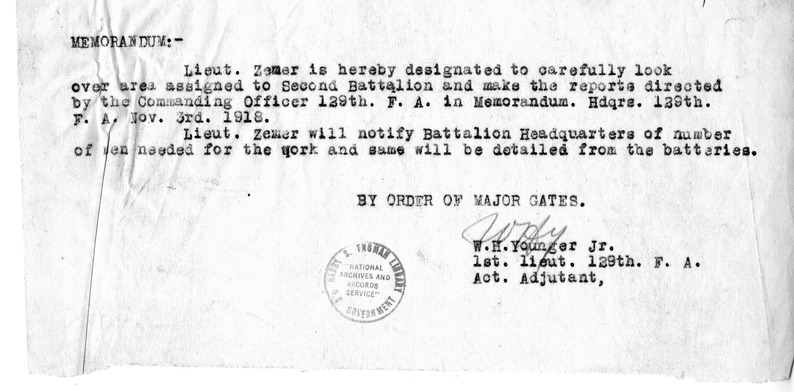 MEMORANDUM:-
Lieut. Zemer is hereby designated to carefully look
over area assigned to Second Battalion and make the reports directed
by the Commanding Officer 129th. F. A. in Memorandum. Hdqrs. 129th.
F. A. Nov. 3rd. 1918.
Lieut. Zemer will notify Battalion Headquarters of number
of men needed for the work and same will be detailed from the batteries.
BY ORDER OF MAJOR GATES.
W.H.Younger Jr.
1st. lieut. 129th. F. A.
Act. Adjutant,
HARRY S. TRUMAN LIBRARY
"NATIONAL
ARCHIVES AND
RECORDS
SERVICE"
U.S. GOVERNMENT